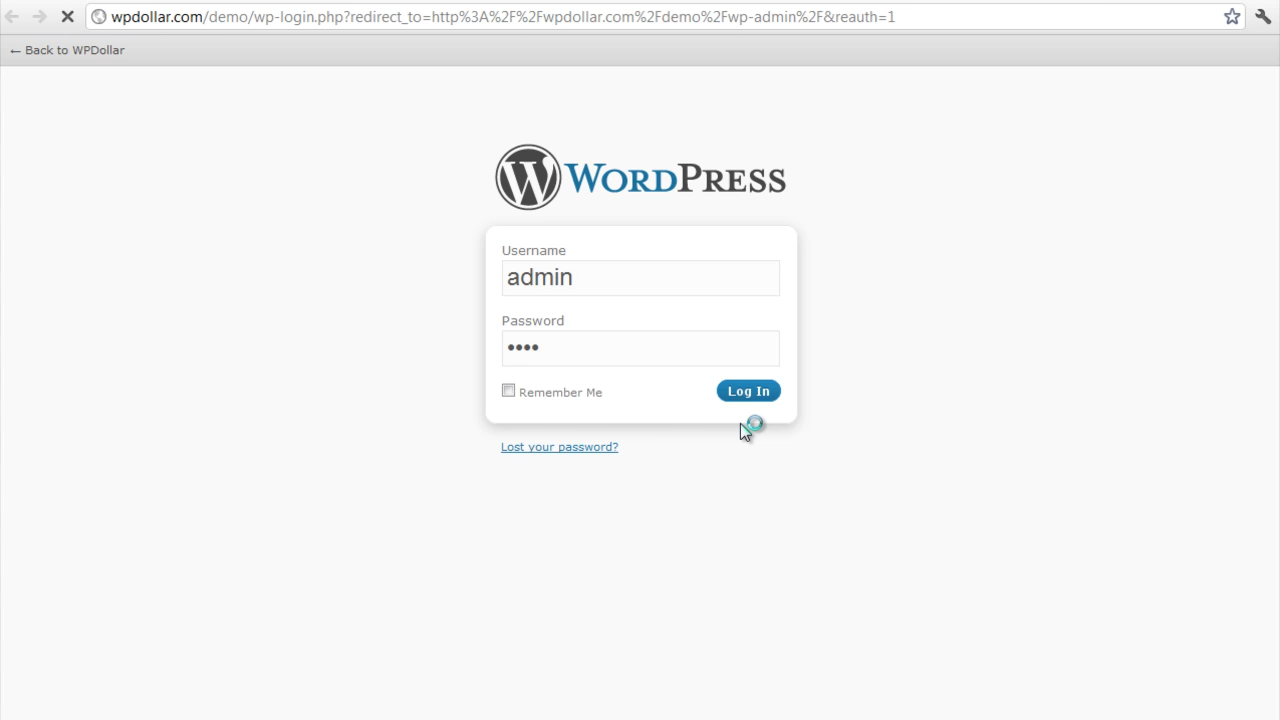 wpdollar.com/demo/wp-login.php?redirect_to=http%3A%2F%2Fwpdollar.com%2Fdemo%2Fwp-admin%2F&reauth=1
← Back to WPDollar
WORDPRESS
Username
admin
Password
••••
Remember Me
Log In
Lost your password?